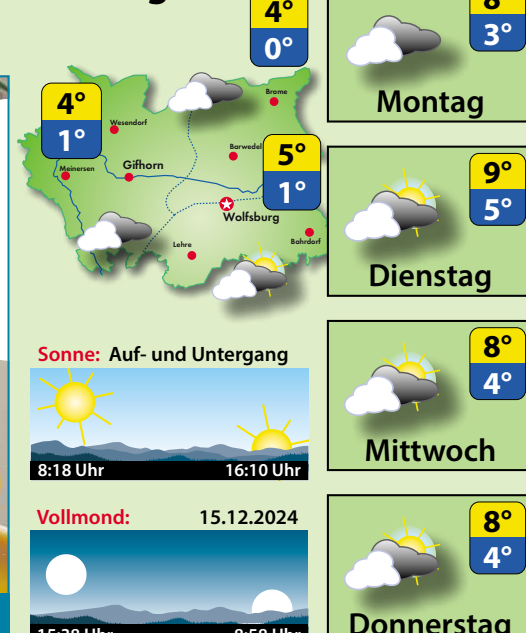 4°
0°
Brome
4°
1°
Wesendorf
Meinersen
Gifhorn
Barwedel
5°
1°
Wolfsburg
Lehre
Bahrdorf
Sonne: Auf- und Untergang
8:18 Uhr 16:10 Uhr
Vollmond: 15.12.2024
3°
Montag
9°
5°
Dienstag
8°
4°
Mittwoch
8°
4°
Donnerstag